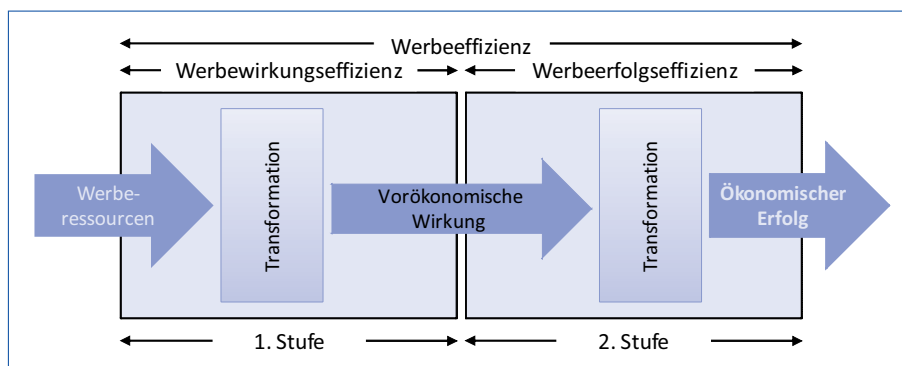 Werbeeffizienz
Werbewirkungseffizienz
Werbeerfolgseffizienz
Werbe-
ressourcen
Transformation
Vorökonomische
Wirkung
Transformation
Ökonomischer
Erfolg
1. Stufe
2. Stufe